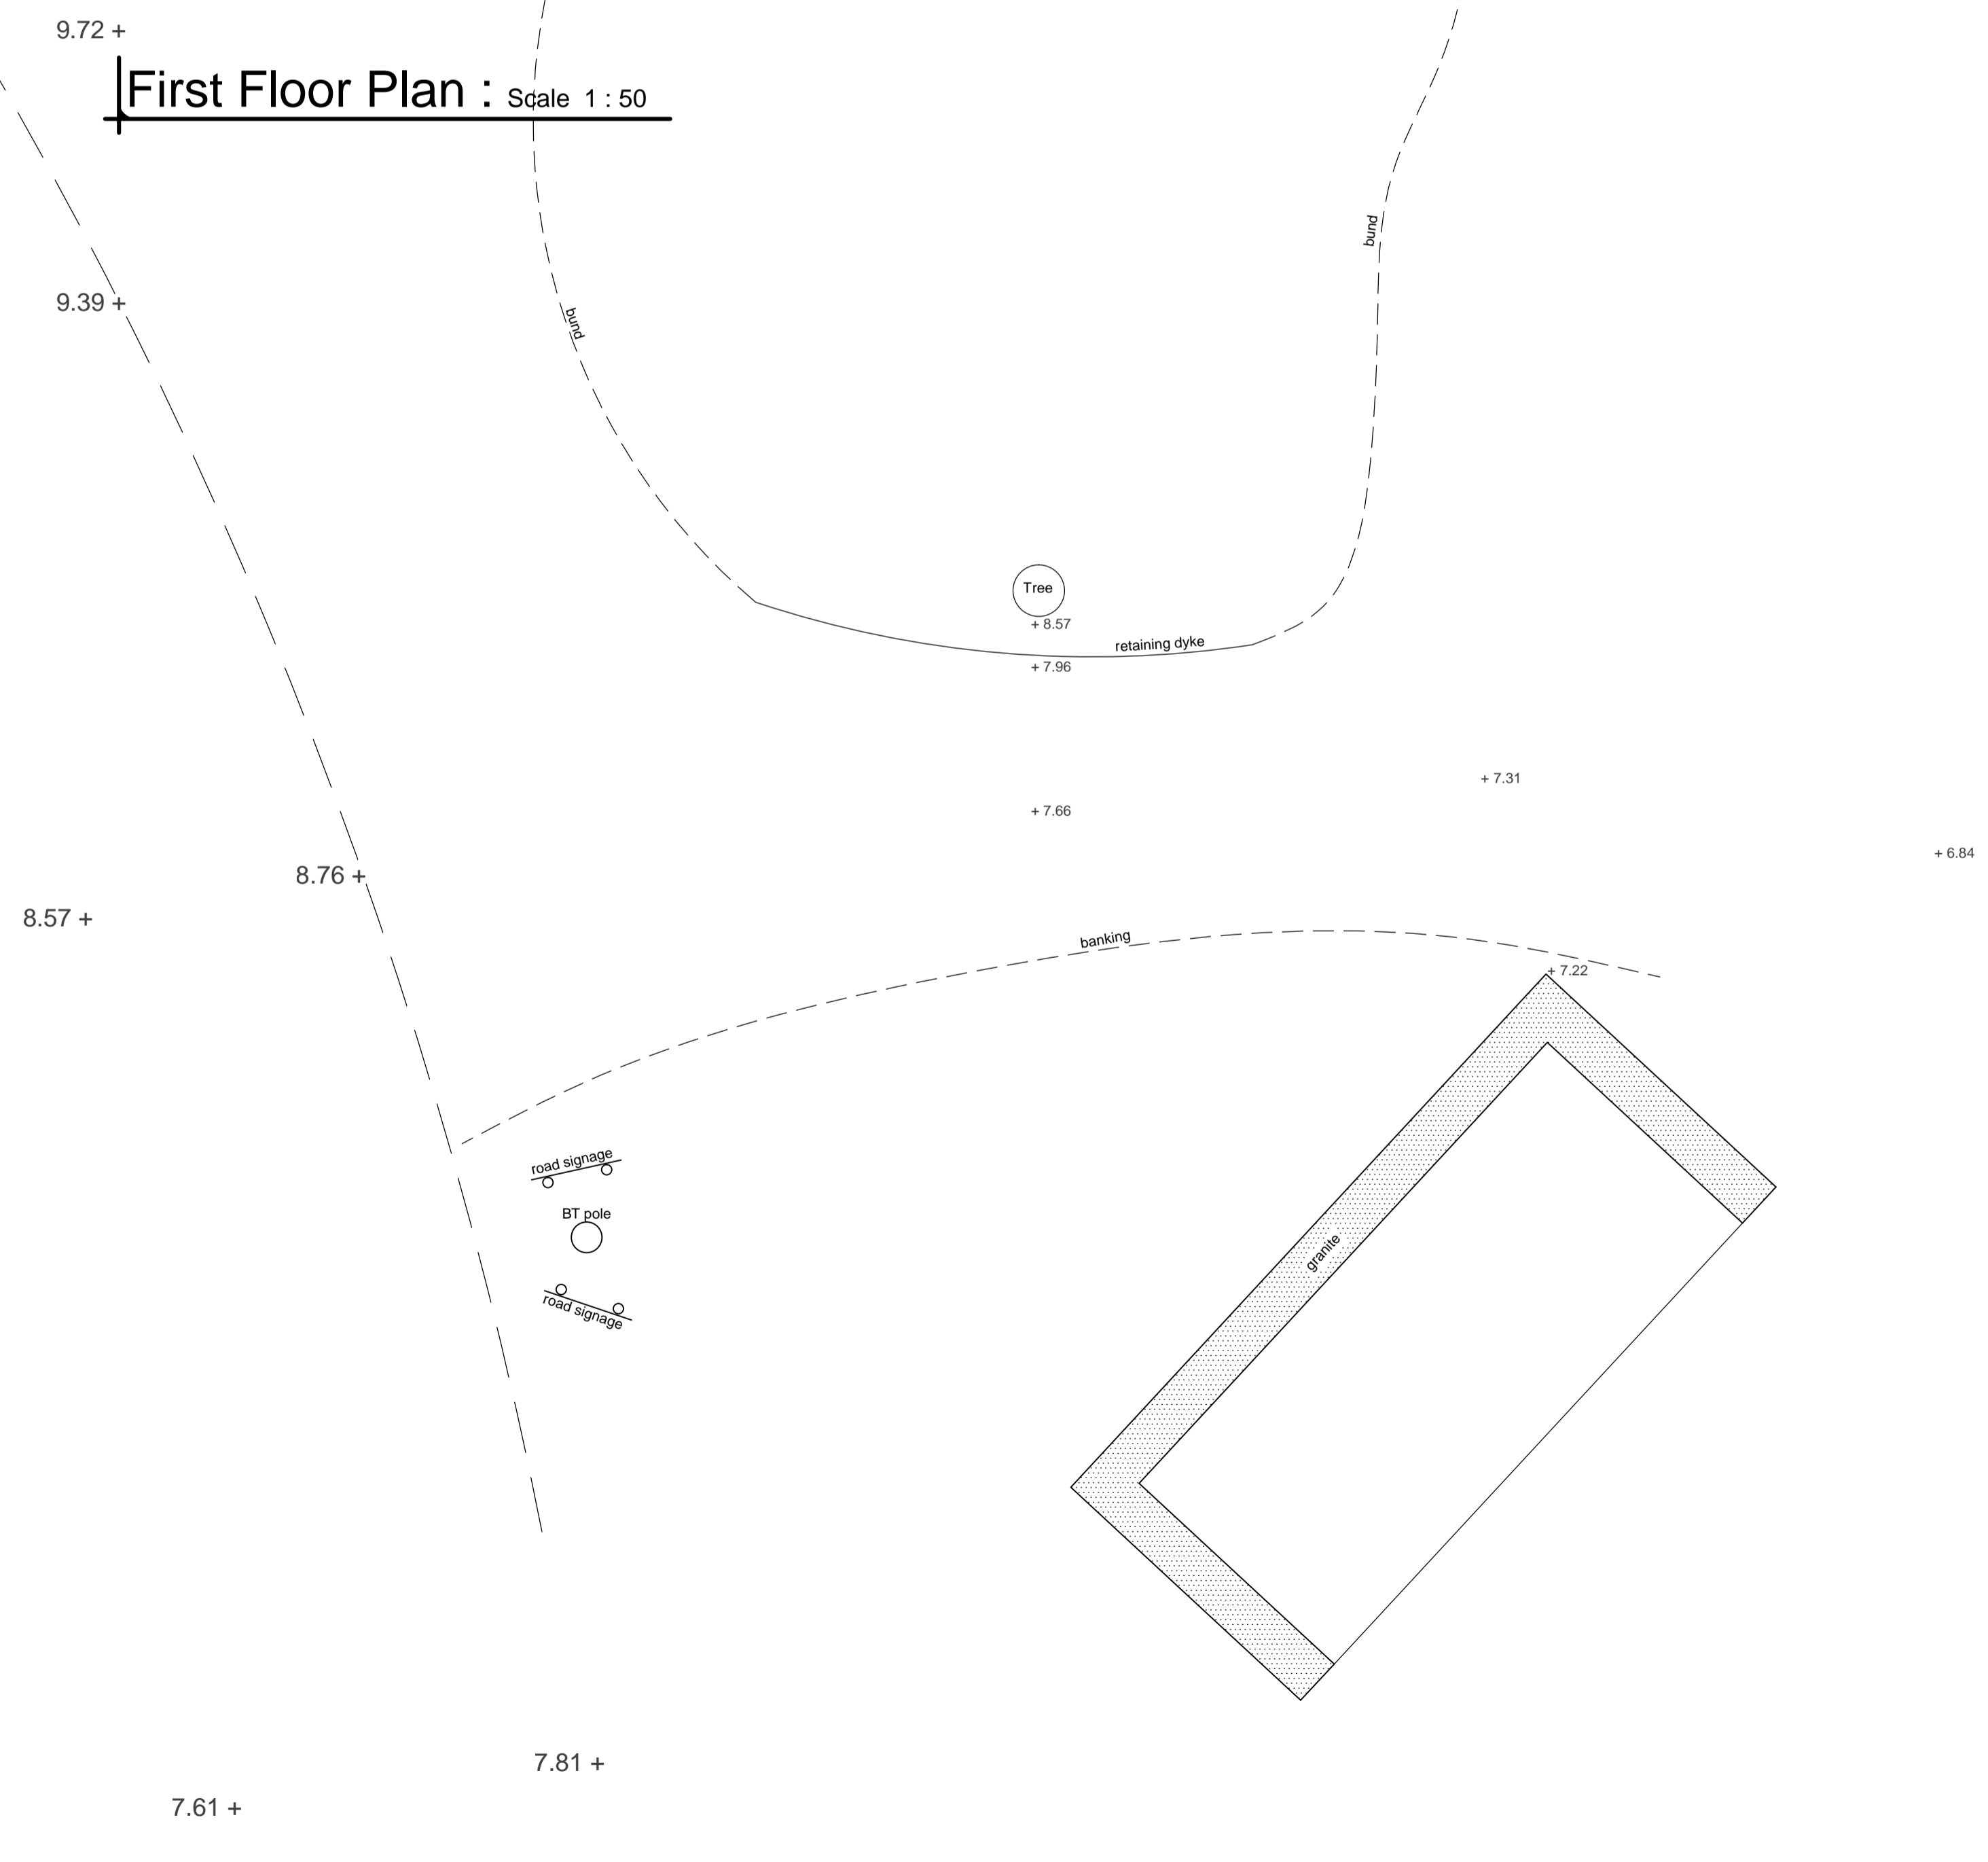 9.72 +
First Floor Plan : Scale 1 : 50
bund
9.39 +
bund
Tree
+ 8.57
retaining dyke
+ 7.96
+ 7.31
+ 7.66
+ 6.84
8.76 +
8.57 +
banking
+ 7.22
road signage
BT pole
granite
road signage
7.81 +
7.61 +